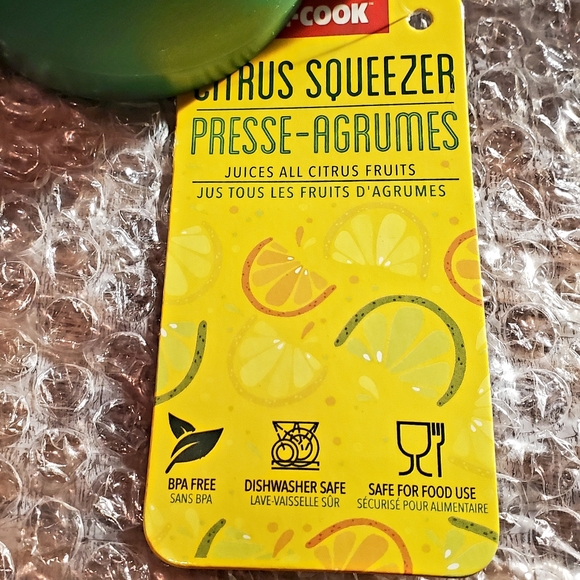 -COOK
CITRUS SQUEEZER
PRESSE-AGRUMES
JUICES ALL CITRUS FRUITS
JUS TOUS LES FRUITS D'AGRUMES
BPA FREE
SANS BPA
DISHWASHER SAFE
LAVE-VAISSELLE SÛR
SAFE FOR FOOD USE
SÉCURISÉ POUR ALIMENTAIRE